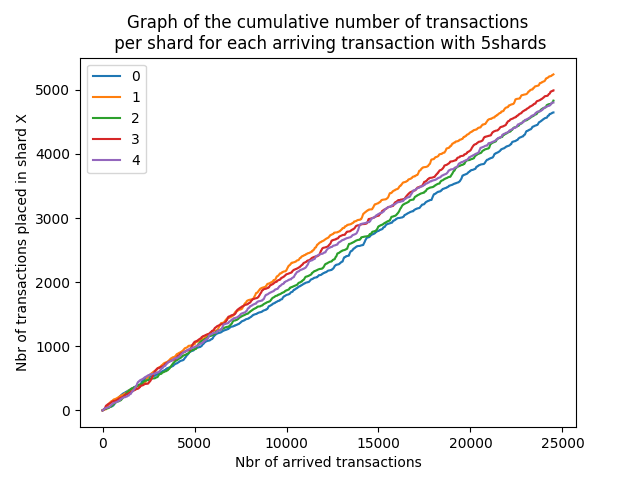 Graph of the cumulative number of transactions
per shard for each arriving transaction with 5shards
0
1
2
3
4
5000
4000
3000
2000
1000
0
Nbr of transactions placed in shard X
0 5000 10000 15000 20000 25000
Nbr of arrived transactions